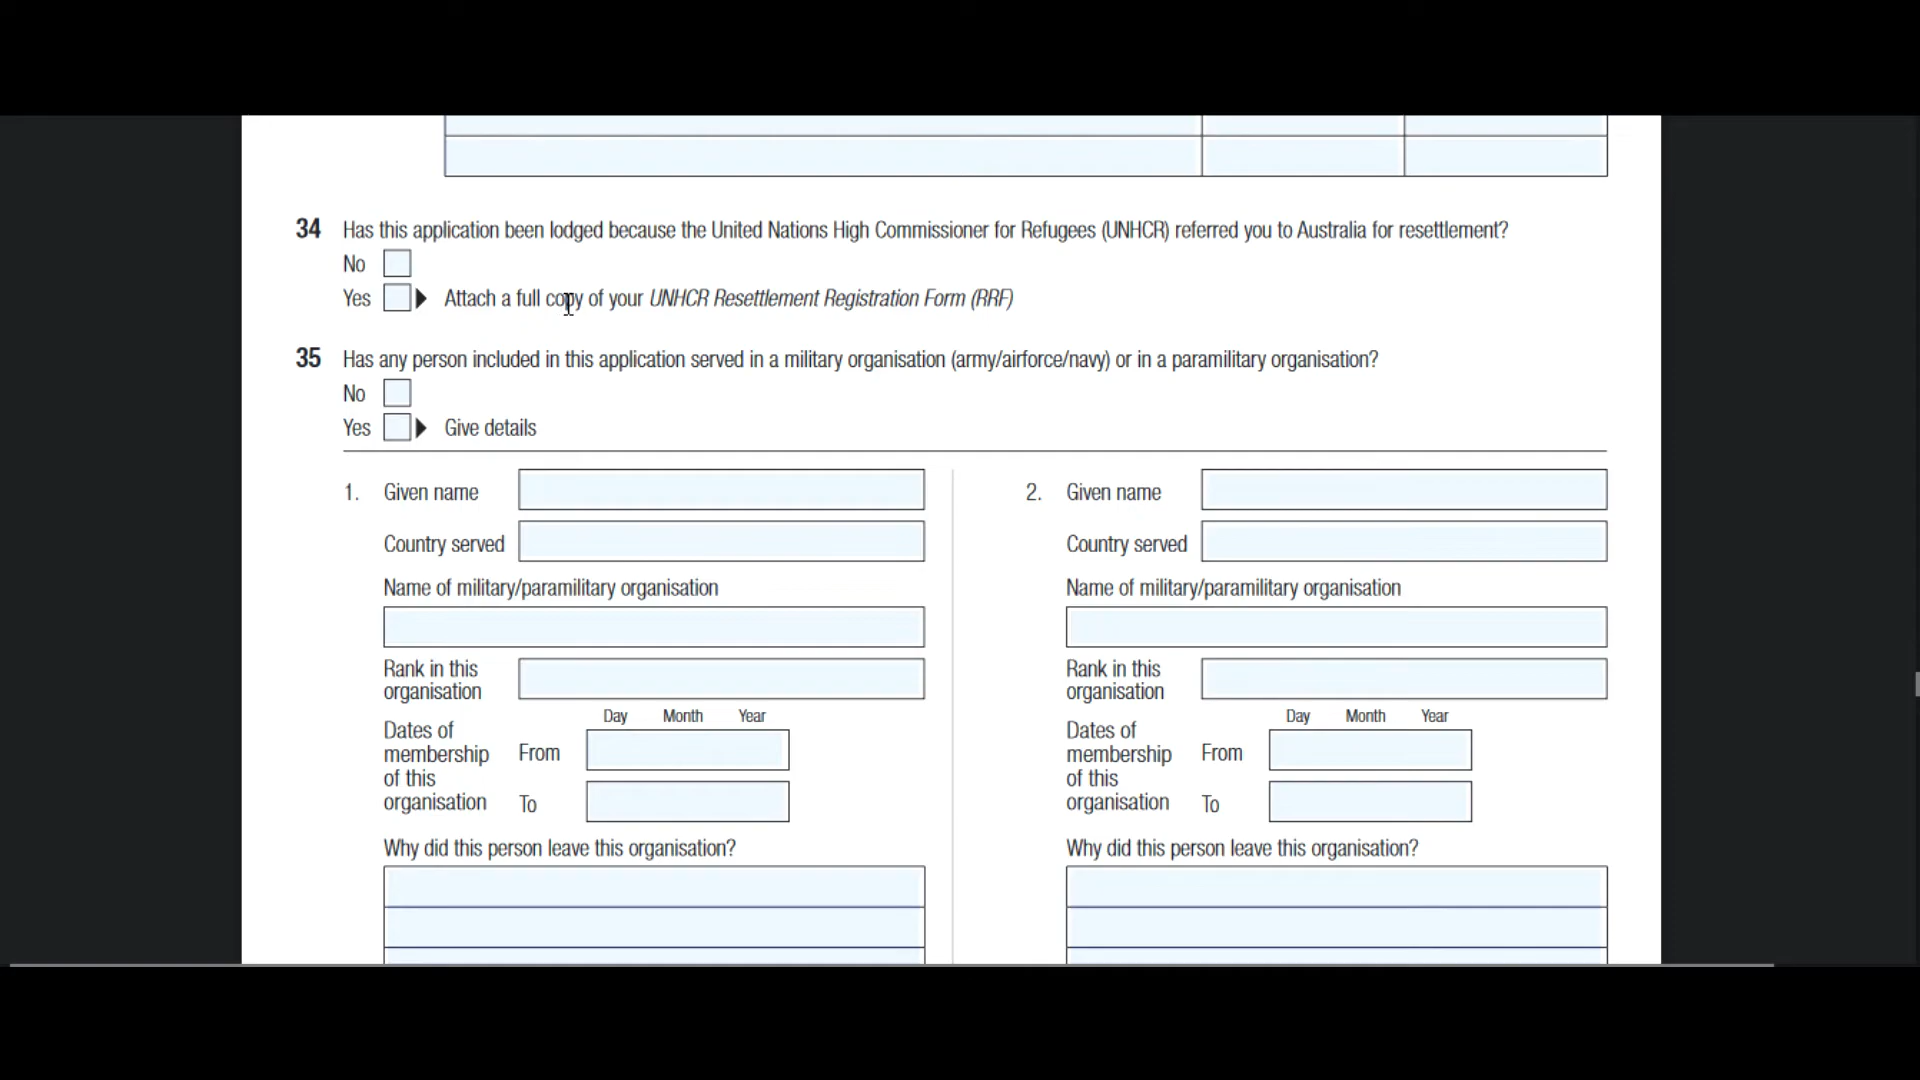 34 Has this application been lodged because the United Nations High Commissioner for Refugees (UNHCR) referred you to Australia for resettlement?
No
Yes Attach a full copy of your UNHCR Resettlement Registration Form (RRF)
35 Has any person included in this application served in a military organisation (army/airforce/navy) or in a paramilitary organisation?
No
Yes Give details
1. Given name
Country served
Name of military/paramilitary organisation
Rank in this
organisation
Day Month Year
Dates of
membership
of this
organisation
From
To
Why did this person leave this organisation?
2. Given name
Country served
Name of military/paramilitary organisation
Rank in this
organisation
Day Month Year
Dates of
membership
of this
organisation
From
To
Why did this person leave this organisation?